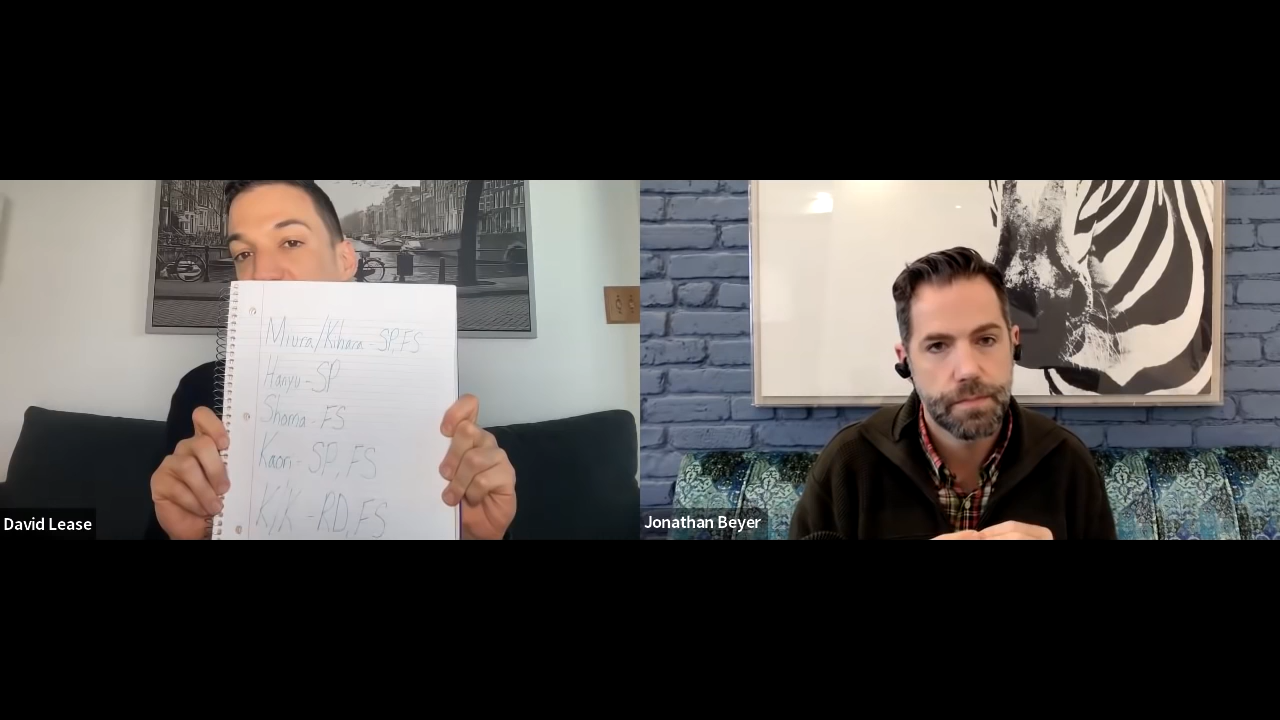 Miura/Kihara - SP, FS
Hanyu - SP
Shoma - FS
Kaori - SP, FS
K/K - RD, FS
David Lease
Jonathan Beyer